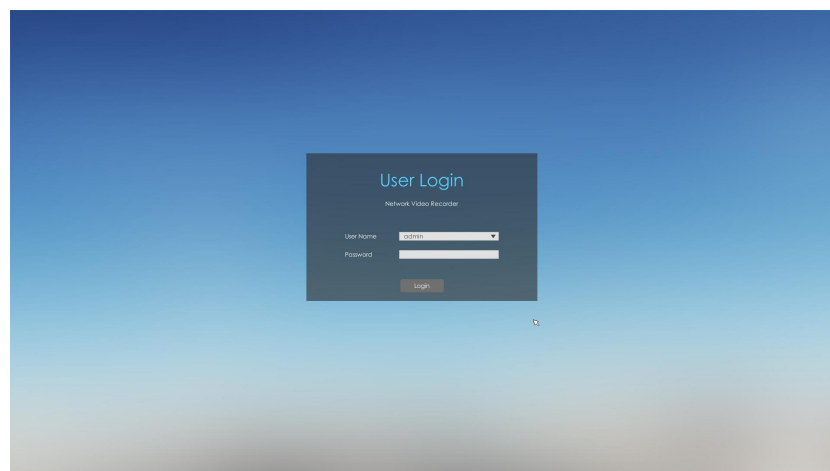 User Login
Network Video Recorder
User Name admin
Password
Login